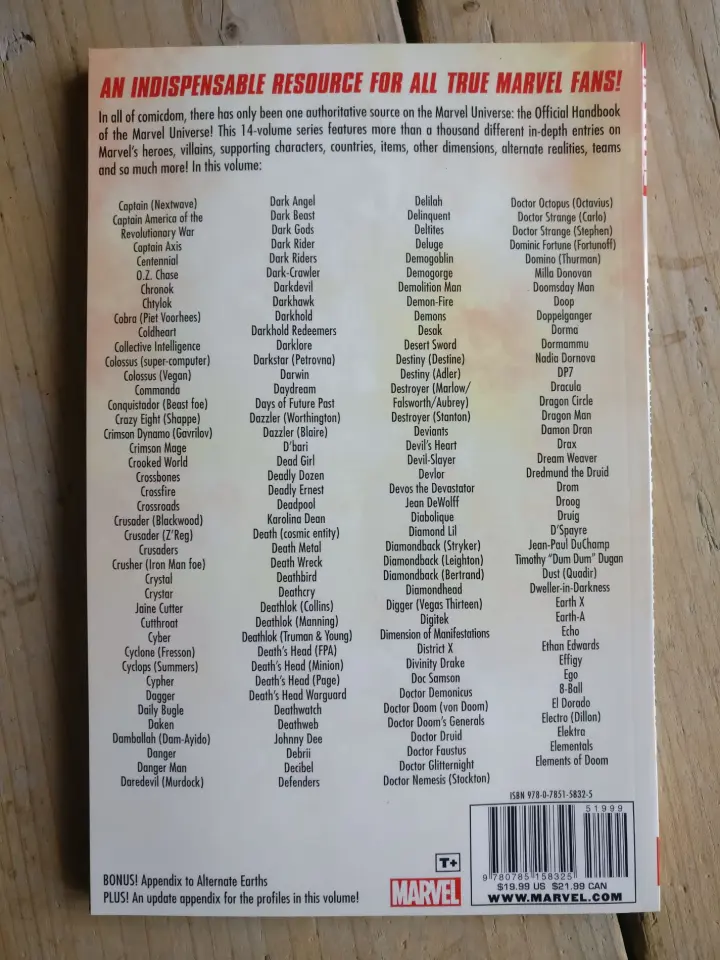 AN INDISPENSABLE RESOURCE FOR ALL TRUE MARVEL FANS!
In all of comicdom, there has only been one authoritative source on the Marvel Universe: the Official Handbook
of the Marvel Universe! This 14-volume series features more than a thousand different in-depth entries on
Marvel's heroes, villains, supporting characters, countries, items, other dimensions, alternate realities, teams
and so much more! In this volume:
Captain (Nextwave)
Captain America of the
Revolutionary War
Captain Axis
Centennial
O.Z. Chase
Chronok
Chtylok
Cobra (Piet Voorhees)
Coldheart
Collective Intelligence
Colossus (super-computer)
Colossus (Vegan)
Commanda
Conquistador (Beast foe)
Crazy Eight (Shappe)
Crimson Dynamo (Gavrilov)
Crimson Mage
Crooked World
Crossbones
Crossfire
Crossroads
Crusader (Blackwood)
Crusader (Z'Reg)
Crusaders
Crusher (Iron Man foe)
Crystal
Crystar
Jaine Cutter
Cutthroat
Cyber
Cyclone (Fresson)
Cyclops (Summers)
Cypher
Dagger
Daily Bugle
Daken
Damballah (Dam-Ayido)
Danger
Danger Man
Daredevil (Murdock)
Dark Angel
Dark Beast
Dark Gods
Dark Rider
Dark Riders
Dark-Crawler
Darkdevil
Darkhawk
Darkhold
Darkhold Redeemers
Darklore
Darkstar (Petrovna)
Darwin
Daydream
Days of Future Past
Dazzler (Worthington)
Dazzler (Blaire)
D'bari
Dead Girl
Deadly Dozen
Deadly Ernest
Deadpool
Karolina Dean
Death (cosmic entity)
Death Metal
Death Wreck
Deathbird
Deathcry
Deathlok (Collins)
Deathlok (Manning)
Deathlok (Truman & Young)
Death's Head (FPA)
Death's Head (Minion)
Death's Head (Page)
Death's Head Warguard
Deathwatch
Deathweb
Johnny Dee
Debrii
Decibel
Defenders
Delilah
Delinquent
Deltites
Deluge
Demogoblin
Demogorge
Demolition Man
Demon-Fire
Demons
Desak
Desert Sword
Destiny (Destine)
Destiny (Adler)
Destroyer (Marlow/
Falsworth/Aubrey)
Destroyer (Stanton)
Deviants
Devil's Heart
Devil-Slayer
Devlor
Devos the Devastator
Jean DeWolff
Diabolique
Diamond Lil
Diamondback (Stryker)
Diamondback (Leighton)
Diamondback (Bertrand)
Diamondhead
Digger (Vegas Thirteen)
Digitek
Dimension of Manifestations
District X
Divinity Drake
Doc Samson
Doctor Demonicus
Doctor Doom (von Doom)
Doctor Doom's Generals
Doctor Druid
Doctor Faustus
Doctor Glitternight
Doctor Nemesis (Stockton)
Doctor Octopus (Octavius)
Doctor Strange (Carlo)
Doctor Strange (Stephen)
Dominic Fortune (Fortunoff)
Domino (Thurman)
Milla Donovan
Doomsday Man
Doop
Doppelganger
Dorma
Dormammu
Nadia Dornova
DP7
Dracula
Dragon Circle
Dragon Man
Damon Dran
Drax
Dream Weaver
Dredmund the Druid
Drom
Droog
Druig
D'Spayre
Jean-Paul DuChamp
Timothy "Dum Dum" Dugan
Dust (Quadir)
Dweller-in-Darkness
Earth X
Earth-A
Echo
Ethan Edwards
Effigy
Ego
8-Ball
El Dorado
Electro (Dillon)
Elektra
Elementals
Elements of Doom
ISBN 978-0-7851-5832-5
51999
9 780785 158325
$19.99 US $21.99 CAN
WWW.MARVEL.COM
T+
MARVEL
BONUS! Appendix to Alternate Earths
PLUS! An update appendix for the profiles in this volume!